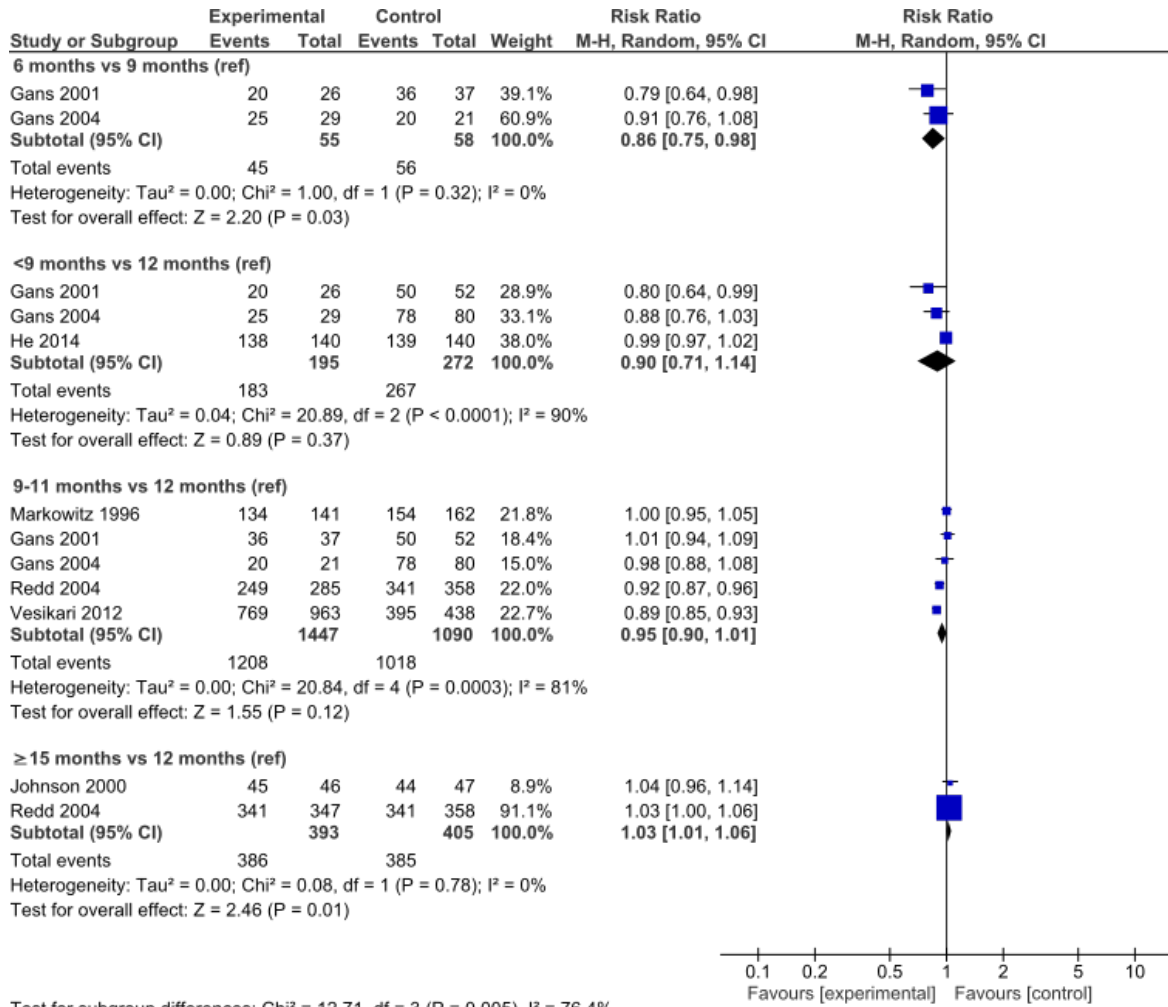 Experimental Control Risk Ratio Risk Ratio
Study or Subgroup Events Total Events Total Weight M-H, Random, 95% CI M-H, Random, 95% CI
6 months vs 9 months (ref)
Gans 2001 20 26 36 37 39.1% 0.79 [0.64, 0.98]
Gans 2004 25 29 20 21 60.9% 0.91 [0.76, 1.08]
Subtotal (95% CI) 55 58 100.0% 0.86 [0.75, 0.98]
Total events 45 56
Heterogeneity: Tau² = 0.00; Chi² = 1.00, df = 1 (P = 0.32); I² = 0%
Test for overall effect: Z = 2.20 (P = 0.03)
<9 months vs 12 months (ref)
Gans 2001 20 26 50 52 28.9% 0.80 [0.64, 0.99]
Gans 2004 25 29 78 80 33.1% 0.88 [0.76, 1.03]
He 2014 138 140 139 140 38.0% 0.99 [0.97, 1.02]
Subtotal (95% CI) 195 272 100.0% 0.90 [0.71, 1.14]
Total events 183 267
Heterogeneity: Tau² = 0.04; Chi² = 20.89, df = 2 (P < 0.0001); I² = 90%
Test for overall effect: Z = 0.89 (P = 0.37)
9-11 months vs 12 months (ref)
Markowitz 1996 134 141 154 162 21.8% 1.00 [0.95, 1.05]
Gans 2001 36 37 50 52 18.4% 1.01 [0.94, 1.09]
Gans 2004 20 21 78 80 15.0% 0.98 [0.88, 1.08]
Redd 2004 249 285 341 358 22.0% 0.92 [0.87, 0.96]
Vesikari 2012 769 963 395 438 22.7% 0.89 [0.85, 0.93]
Subtotal (95% CI) 1447 1090 100.0% 0.95 [0.90, 1.01]
Total events 1208 1018
Heterogeneity: Tau² = 0.00; Chi² = 20.84, df = 4 (P = 0.0003); I² = 81%
Test for overall effect: Z = 1.55 (P = 0.12)
≥15 months vs 12 months (ref)
Johnson 2000 45 46 44 47 8.9% 1.04 [0.96, 1.14]
Redd 2004 341 347 341 358 91.1% 1.03 [1.00, 1.06]
Subtotal (95% CI) 393 405 100.0% 1.03 [1.01, 1.06]
Total events 386 385
Heterogeneity: Tau² = 0.00; Chi² = 0.08, df = 1 (P = 0.78); I² = 0%
Test for overall effect: Z = 2.46 (P = 0.01)
0.1 0.2 0.5 1 2 5 10
Favours [experimental] Favours [control]
Test for subgroup differences: Chi² = 12.71, df = 3 (P = 0.005), I² = 76.4%